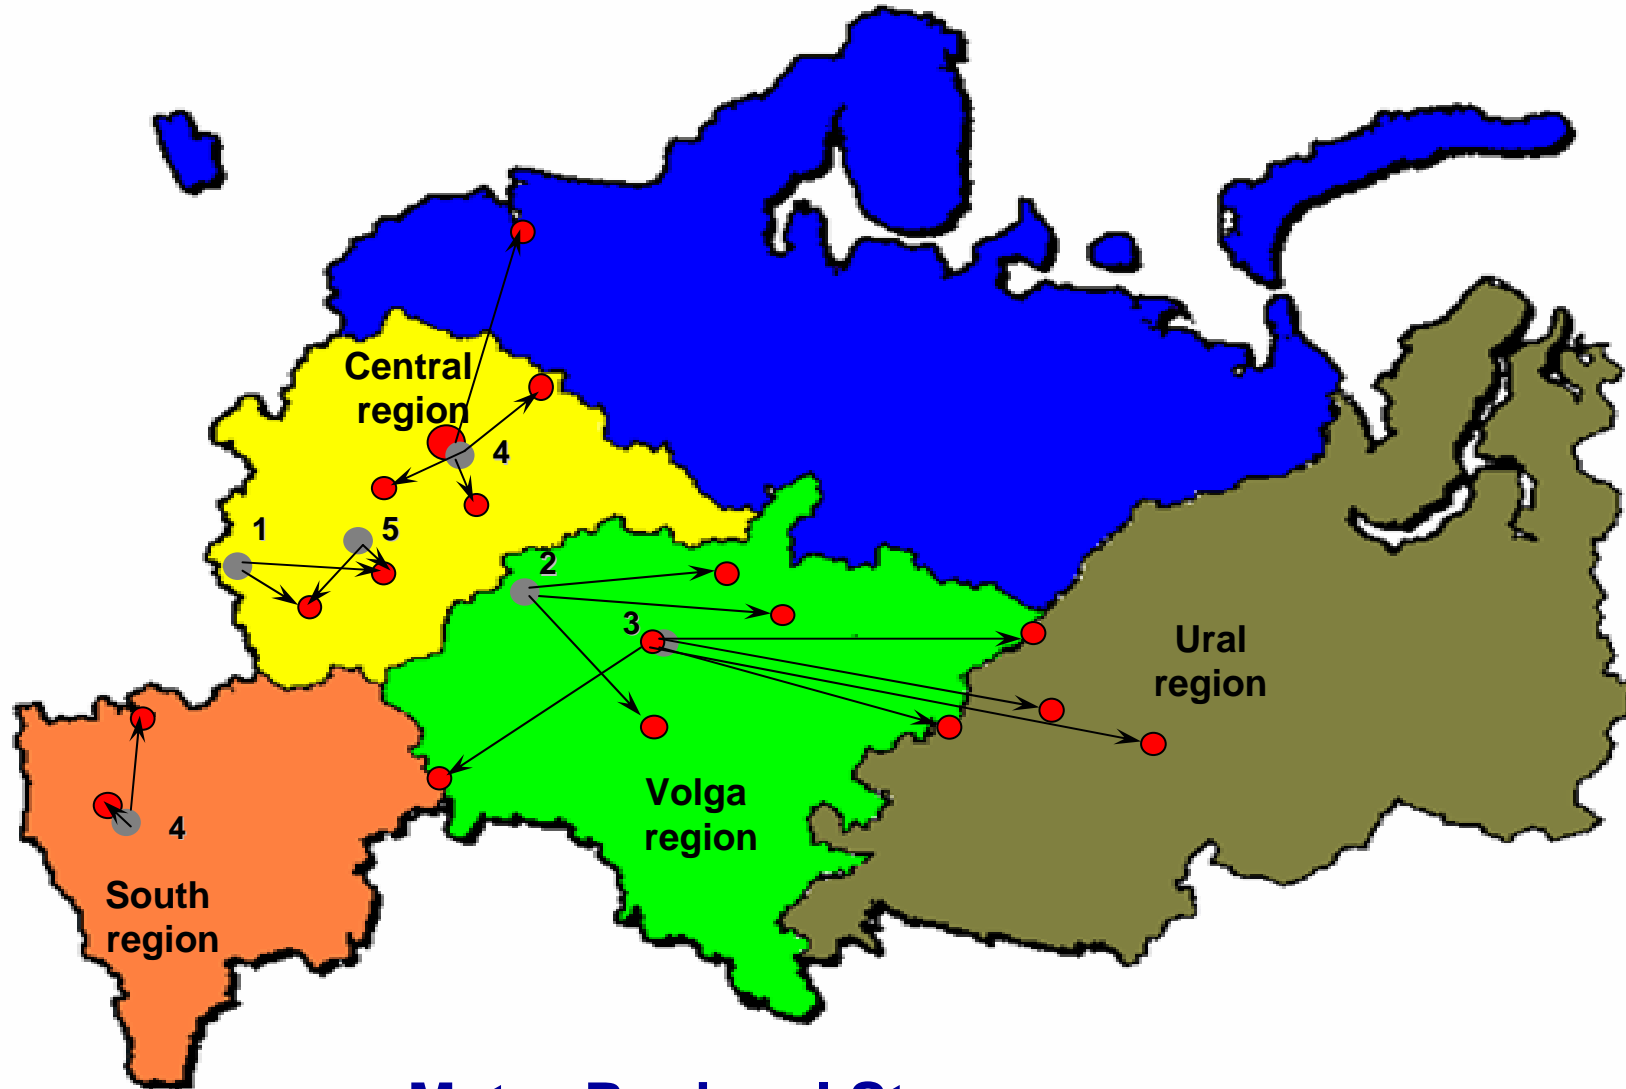 Central
region
4
1
5
2
3
Ural
region
Volga
region
4
South
region